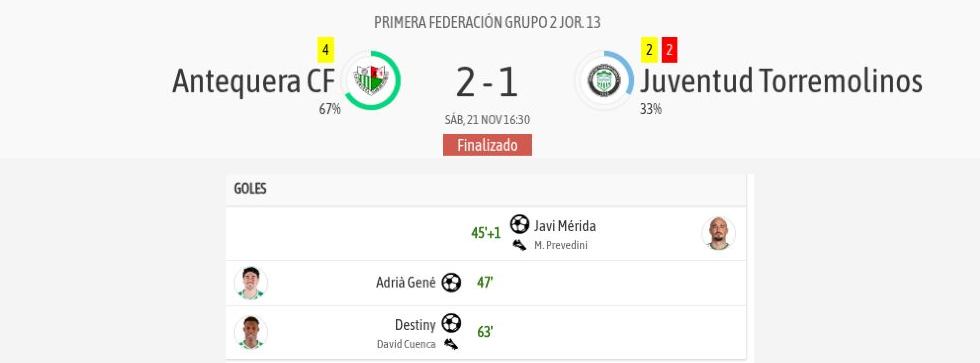 PRIMERA FEDERACIÓN GRUPO 2 JOR. 13
4
2 2
Antequera CF 2 - 1 Juventud Torremolinos
67% 33%
SÁB, 21 NOV 16:30
Finalizado
GOLES
45'+1 Javi Mérida
M. Prevedini
Adrià Gené 47'
Destiny 63'
David Cuenca